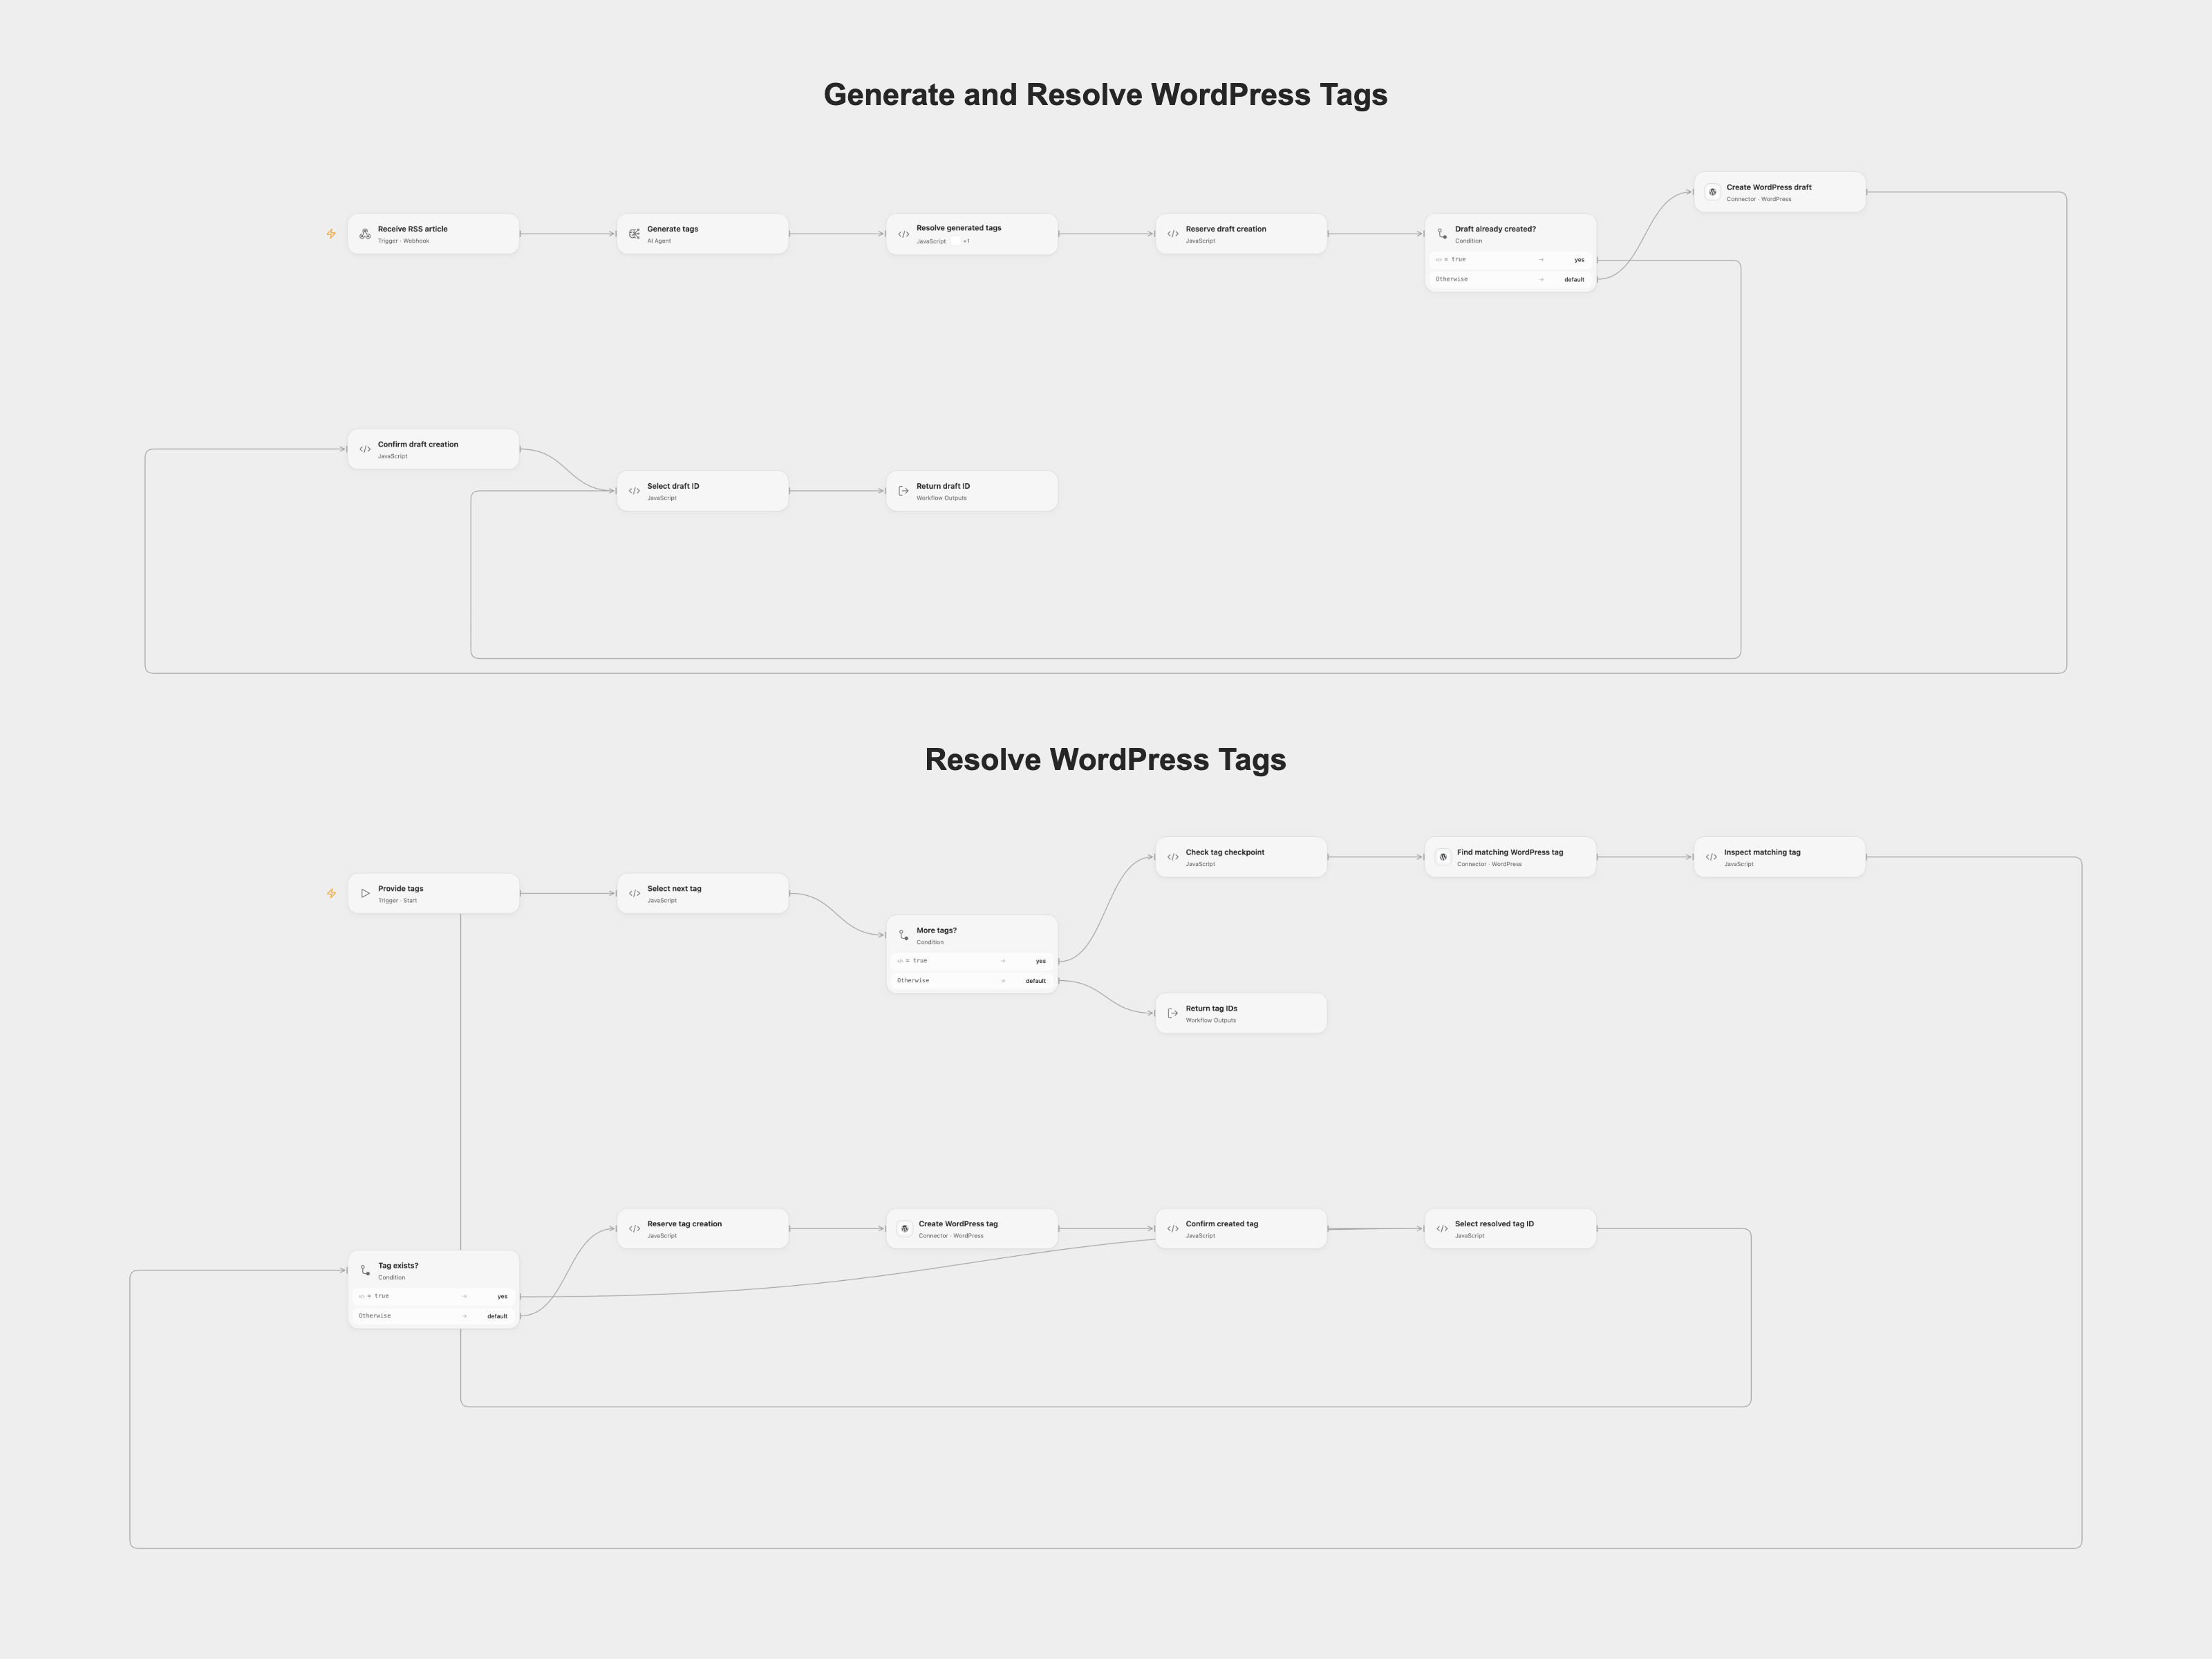 Generate and Resolve WordPress Tags
Create WordPress draft
Connector · WordPress
Receive RSS article
Trigger · Webhook
Generate tags
AI Agent
Resolve generated tags
JavaScript
×1
Reserve draft creation
JavaScript
Draft already created?
Condition
</> = true → yes
Otherwise → default
Confirm draft creation
JavaScript
Select draft ID
JavaScript
Return draft ID
Workflow Outputs
Resolve WordPress Tags
Check tag checkpoint
JavaScript
Find matching WordPress tag
Connector · WordPress
Inspect matching tag
JavaScript
Provide tags
Trigger · Start
Select next tag
JavaScript
More tags?
Condition
</> = true → yes
Otherwise → default
Return tag IDs
Workflow Outputs
Reserve tag creation
JavaScript
Create WordPress tag
Connector · WordPress
Confirm created tag
JavaScript
Select resolved tag ID
JavaScript
Tag exists?
Condition
</> = true → yes
Otherwise → default